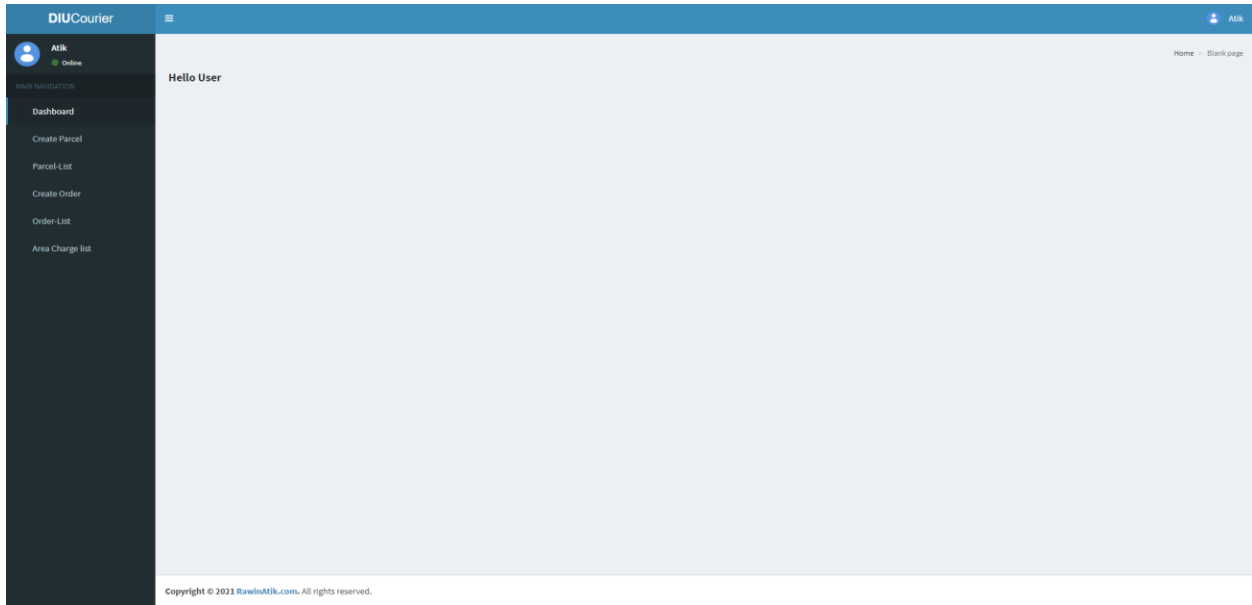 DIUCourier
Atik
Atik
Online
Home > Blank page
Hello User
MAIN NAVIGATION
Dashboard
Create Parcel
Parcel-List
Create Order
Order-List
Area Charge list
Copyright © 2021 RawinAtik.com. All rights reserved.